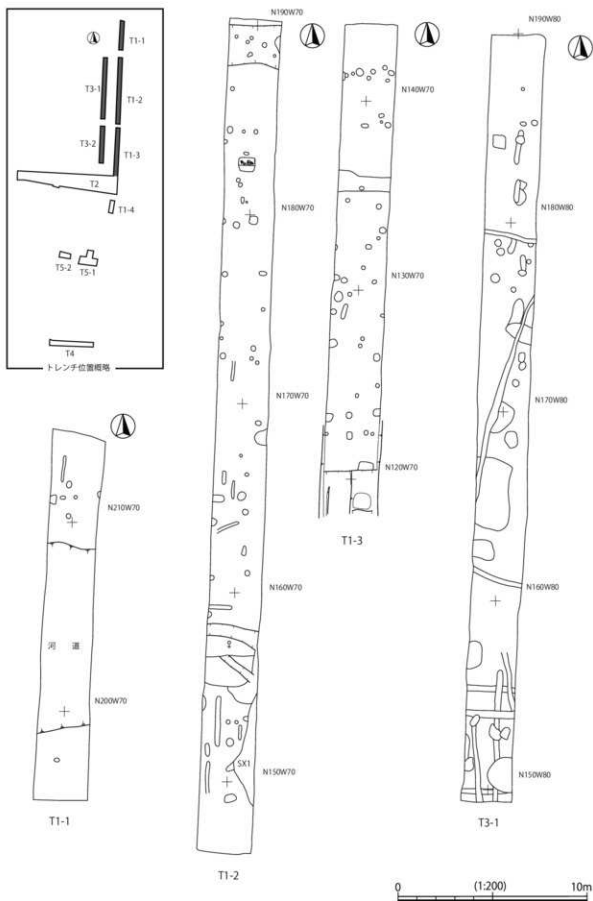 T1-1
T3-1
T1-2
T3-2
T1-3
T2
T1-4
T5-2
T5-1
T4
トレンチ位置概略
N210W70
河道
N200W70
T1-1
N190W70
N180W70
N170W70
N160W70
SX1
N150W70
T1-2
N140W70
N130W70
N120W70
T1-3
N190W80
N180W80
N170W80
N160W80
N150W80
T3-1
0 (1:200) 10m